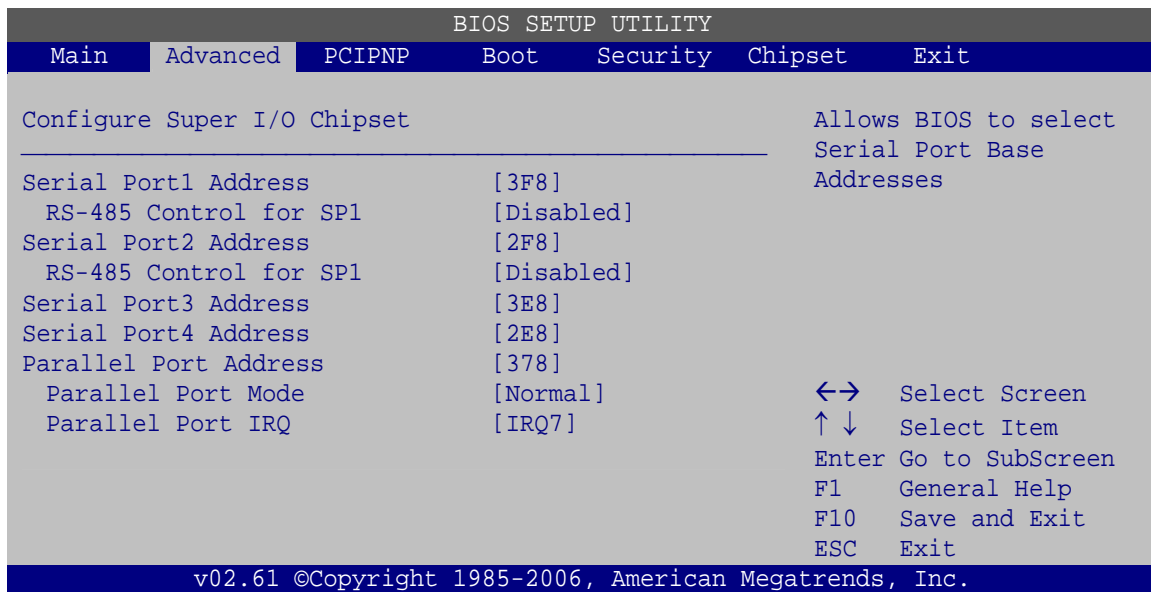 BIOS SETUP UTILITY
Main Advanced PCIPNP Boot Security Chipset Exit
Configure Super I/O Chipset
Serial Port1 Address [3F8]
RS-485 Control for SP1 [Disabled]
Serial Port2 Address [2F8]
RS-485 Control for SP1 [Disabled]
Serial Port3 Address [3E8]
Serial Port4 Address [2E8]
Parallel Port Address [378]
Parallel Port Mode [Normal]
Parallel Port IRQ [IRQ7]
Allows BIOS to select
Serial Port Base
Addresses
←→ Select Screen
↑ ↓ Select Item
Enter Go to SubScreen
F1 General Help
F10 Save and Exit
ESC Exit
v02.61 ©Copyright 1985-2006, American Megatrends, Inc.